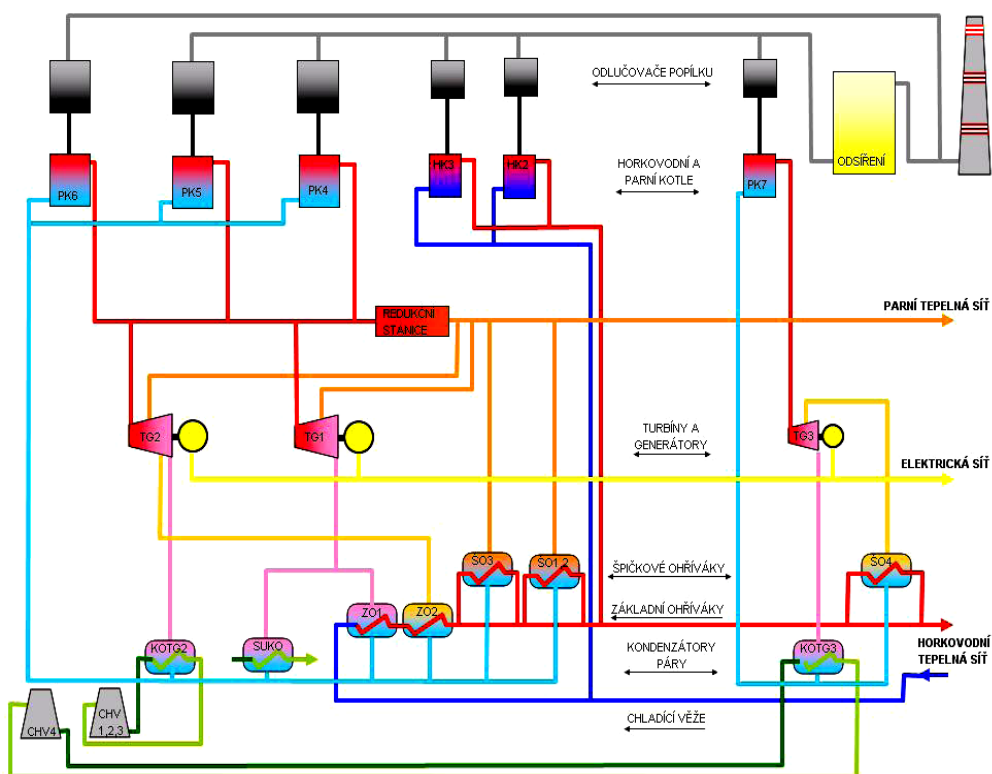 ODLUČOVAČE POPÍLKU
ODSÍŘENÍ
PK6
PK5
PK4
HK3
HK2
HORKOVODNÍ A
PARNÍ KOTLE
PK7
REDUKČNÍ
STANICE
PARNÍ TEPELNÁ SÍŤ
TG2
TG1
TURBÍNY A
GENERÁTORY
TG3
ELEKTRICKÁ SÍŤ
ŠO3
ŠO1,2
ŠPIČKOVÉ OHŘÍVÁKY
ŠO4
ZO1
ZO2
ZÁKLADNÍ OHŘÍVÁKY
KOTG2
SUKO
KONDENZÁTORY
PÁRY
KOTG3
HORKOVODNÍ
TEPELNÁ SÍŤ
CHV4
CHV
1,2,3
CHLADÍCÍ VĚŽE